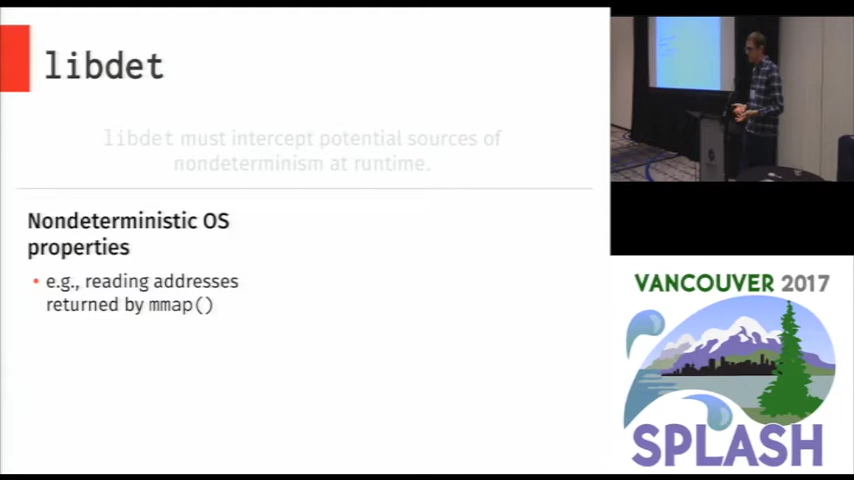 libdet
libdet must intercept potential sources of
nondeterminism at runtime.
Nondeterministic OS
properties
• e.g., reading addresses
returned by mmap()
VANCOUVER 2017
SPLASH